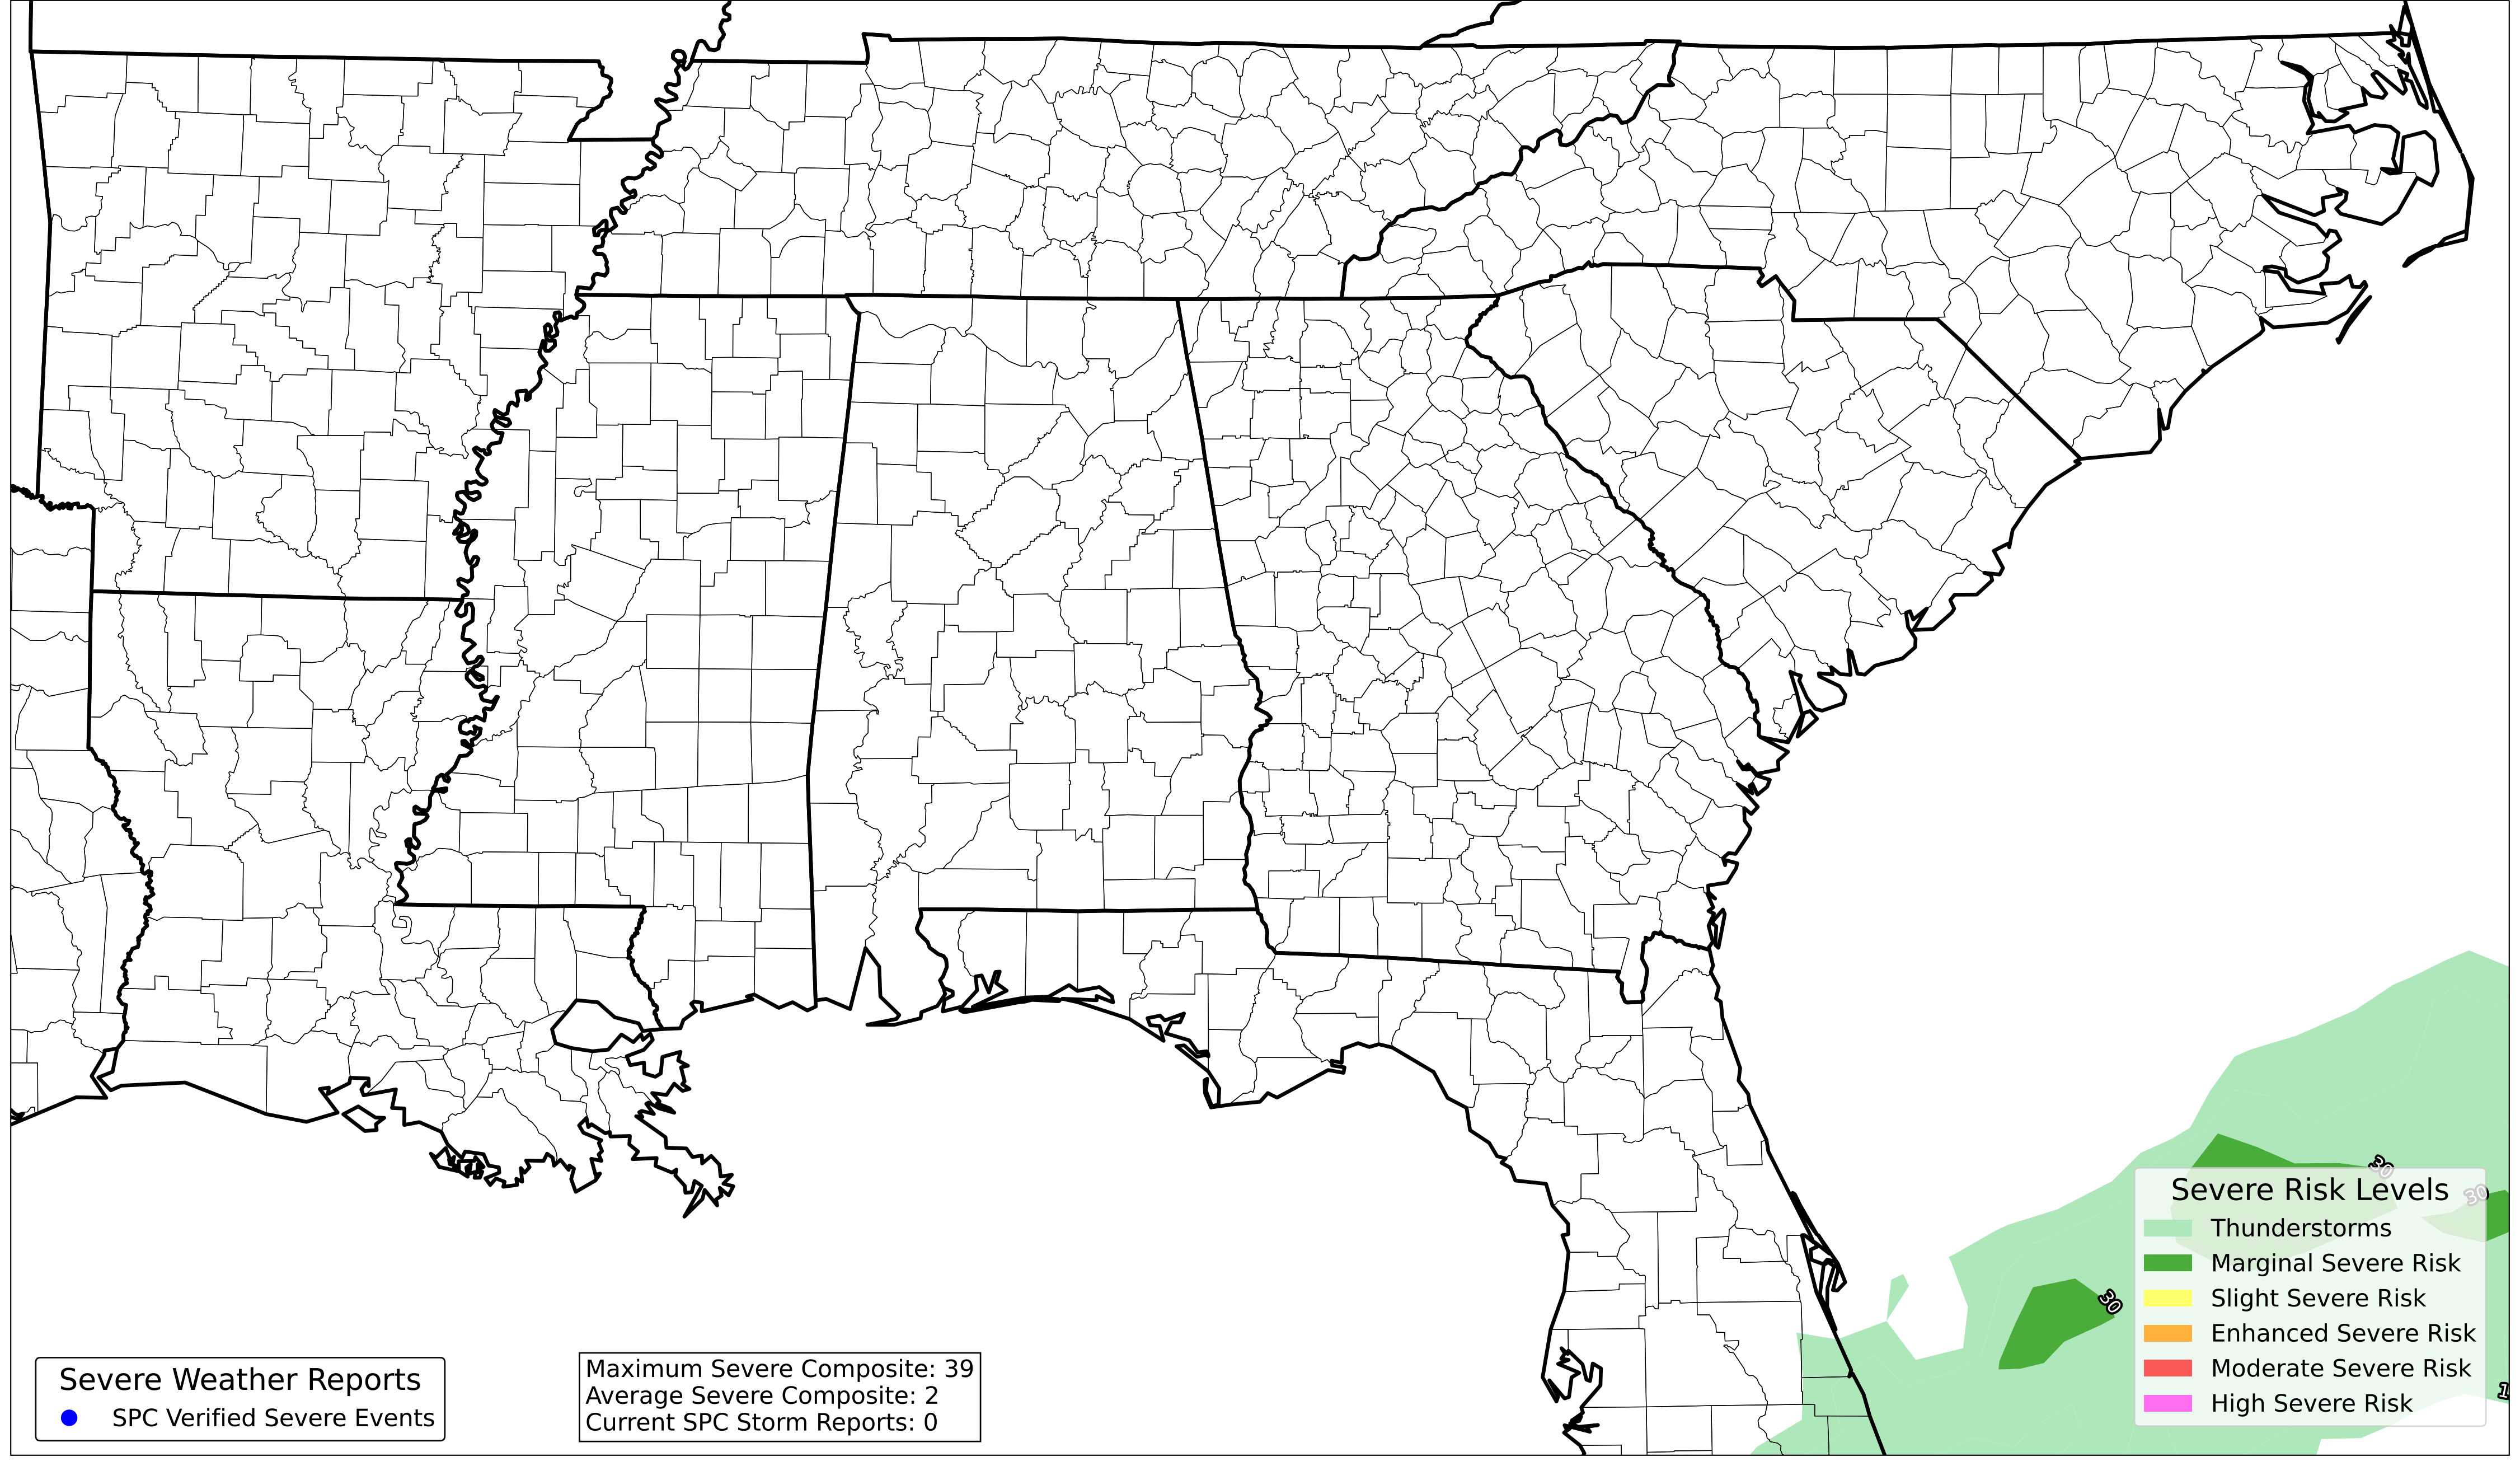 30
30
Severe Risk Levels
Thunderstorms
Marginal Severe Risk
Slight Severe Risk
Enhanced Severe Risk
Moderate Severe Risk
High Severe Risk
30
Severe Weather Reports
SPC Verified Severe Events
Maximum Severe Composite: 39
Average Severe Composite: 2
Current SPC Storm Reports: 0